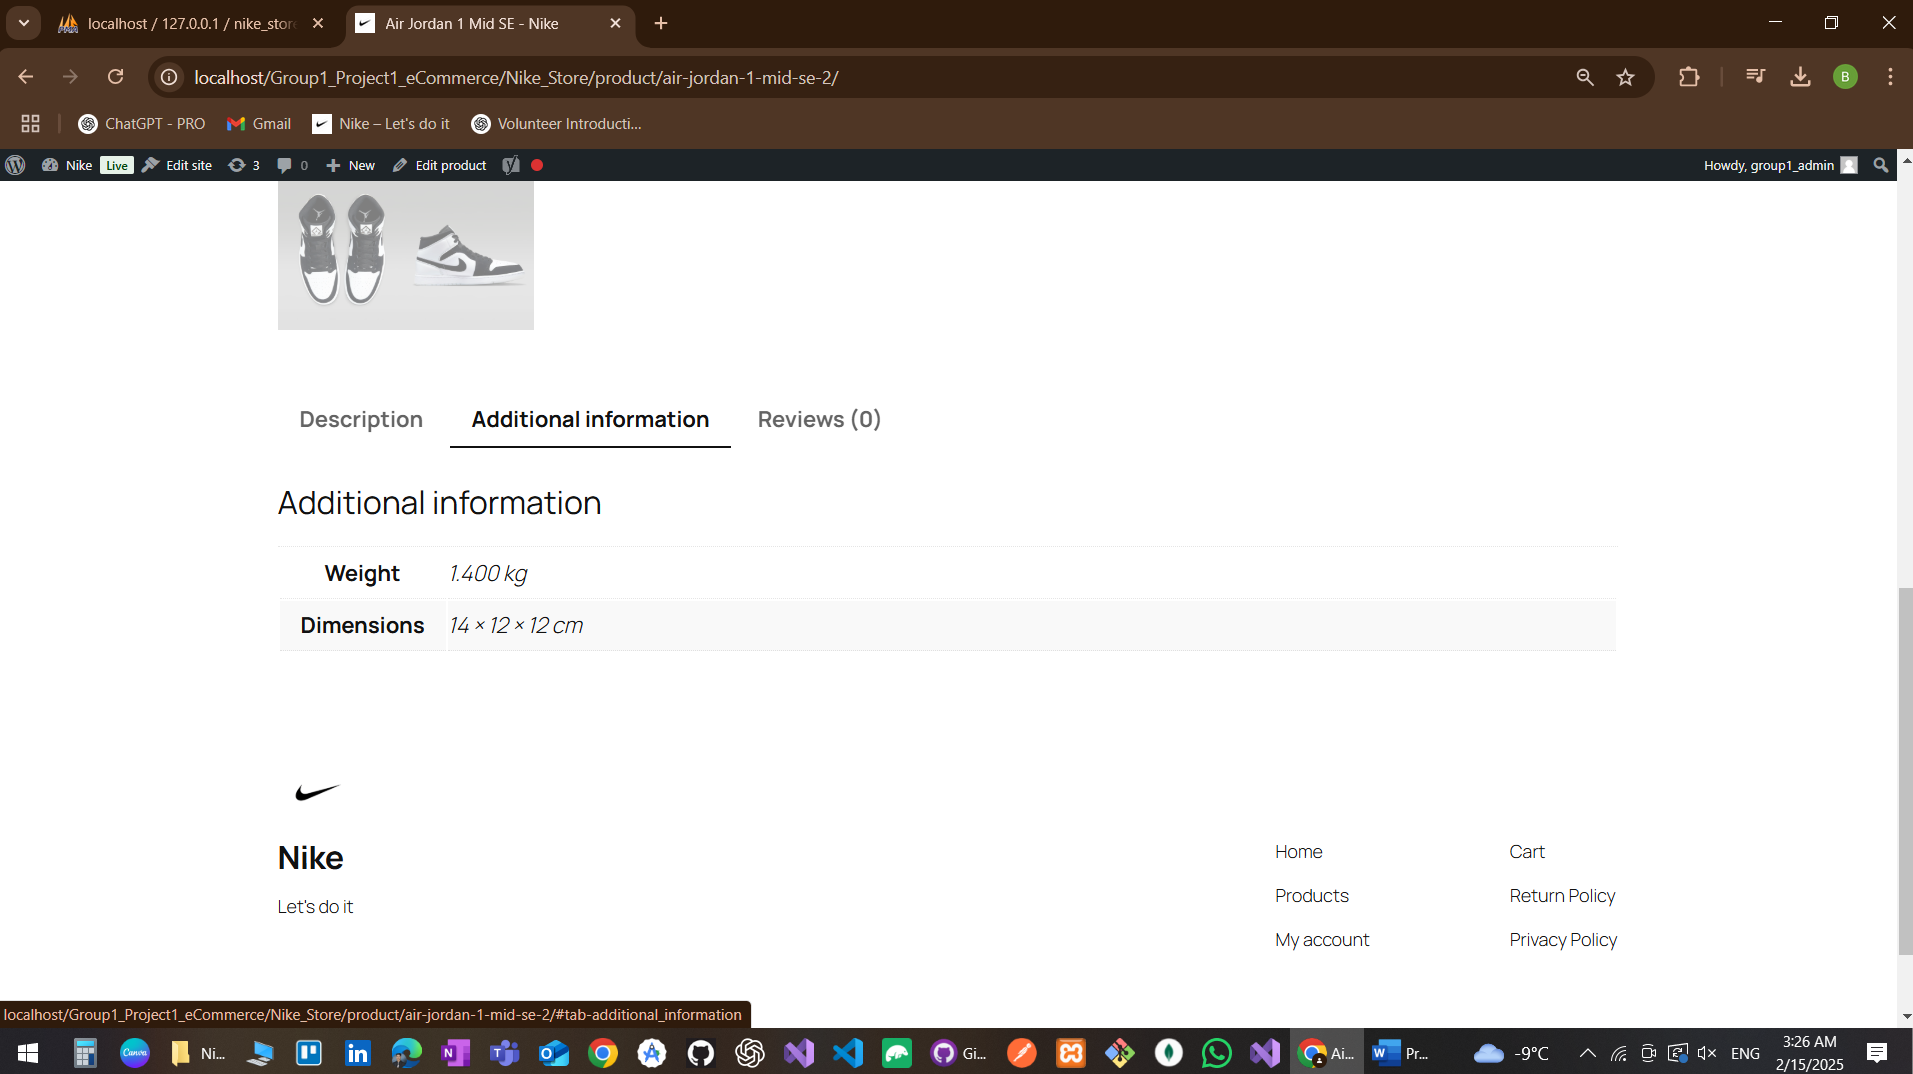 localhost / 127.0.0.1 / nike_stor
Air Jordan 1 Mid SE - Nike
localhost/Group1_Project1_eCommerce/Nike_Store/product/air-jordan-1-mid-se-2/
B
ChatGPT - PRO
Gmail
Nike – Let's do it
Volunteer Introducti...
Nike Live Edit site 3 0 New Edit product
Howdy, group1_admin
Description
Additional information
Reviews (0)
Additional information
Weight 1.400 kg
Dimensions 14 × 12 × 12 cm
Nike
Let's do it
Home
Products
My account
Cart
Return Policy
Privacy Policy
localhost/Group1_Project1_eCommerce/Nike_Store/product/air-jordan-1-mid-se-2/#tab-additional_information
Canva
Ni...
Gi...
Ai...
Pr...
-9°C
ENG
3:26 AM
2/15/2025